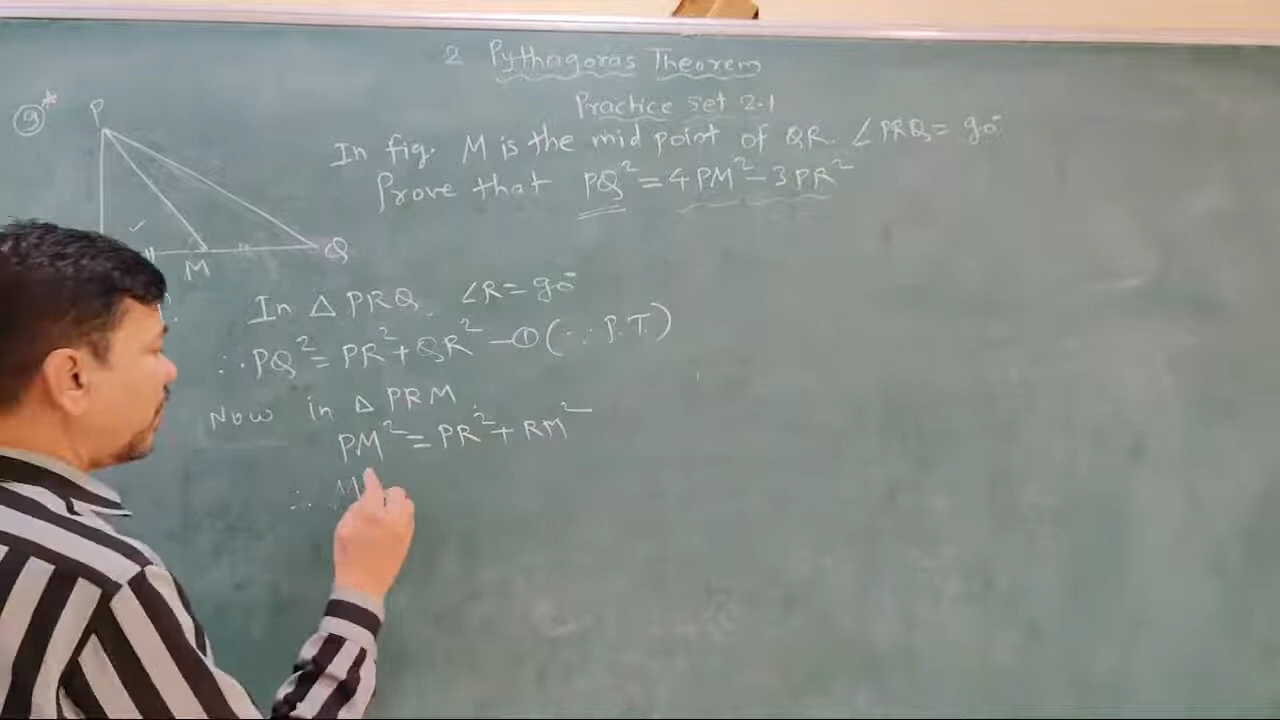 2 Pythagoras Theorem
Practice Set 2.1
9*
In fig. M is the mid point of QR. ∠PRQ = 90°
Prove that PQ² = 4PM² - 3PR²
P
M
Q
In △ PRQ. ∠R = 90°
∴ PQ² = PR² + QR² —① (∵ P.T.)
Now in △ PRM
PM² = PR² + RM²
∴ M